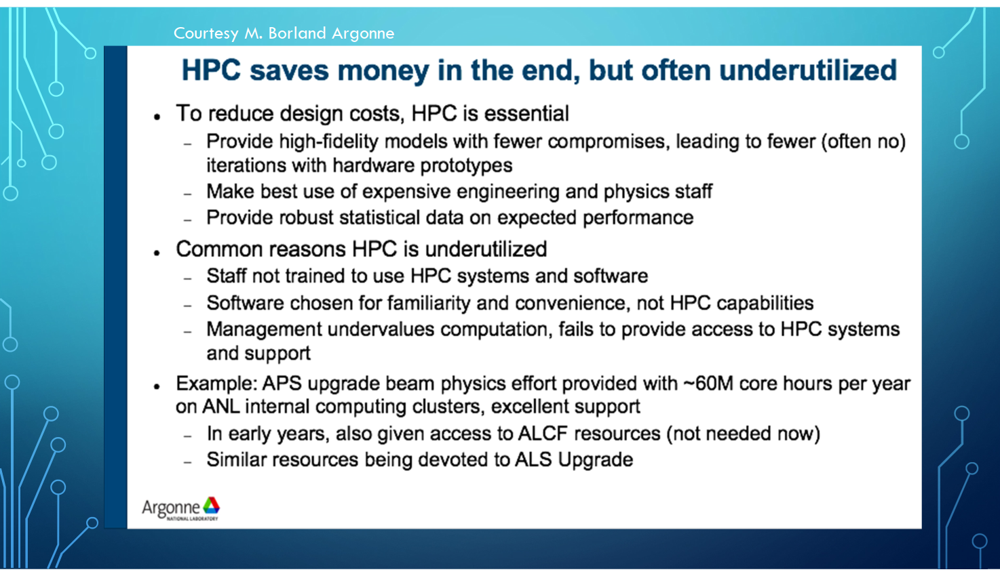 Courtesy M. Borland Argonne
HPC saves money in the end, but often underutilized
• To reduce design costs, HPC is essential
– Provide high-fidelity models with fewer compromises, leading to fewer (often no)
iterations with hardware prototypes
– Make best use of expensive engineering and physics staff
– Provide robust statistical data on expected performance
• Common reasons HPC is underutilized
– Staff not trained to use HPC systems and software
– Software chosen for familiarity and convenience, not HPC capabilities
– Management undervalues computation, fails to provide access to HPC systems
and support
• Example: APS upgrade beam physics effort provided with ~60M core hours per year
on ANL internal computing clusters, excellent support
– In early years, also given access to ALCF resources (not needed now)
– Similar resources being devoted to ALS Upgrade
Argonne
NATIONAL LABORATORY